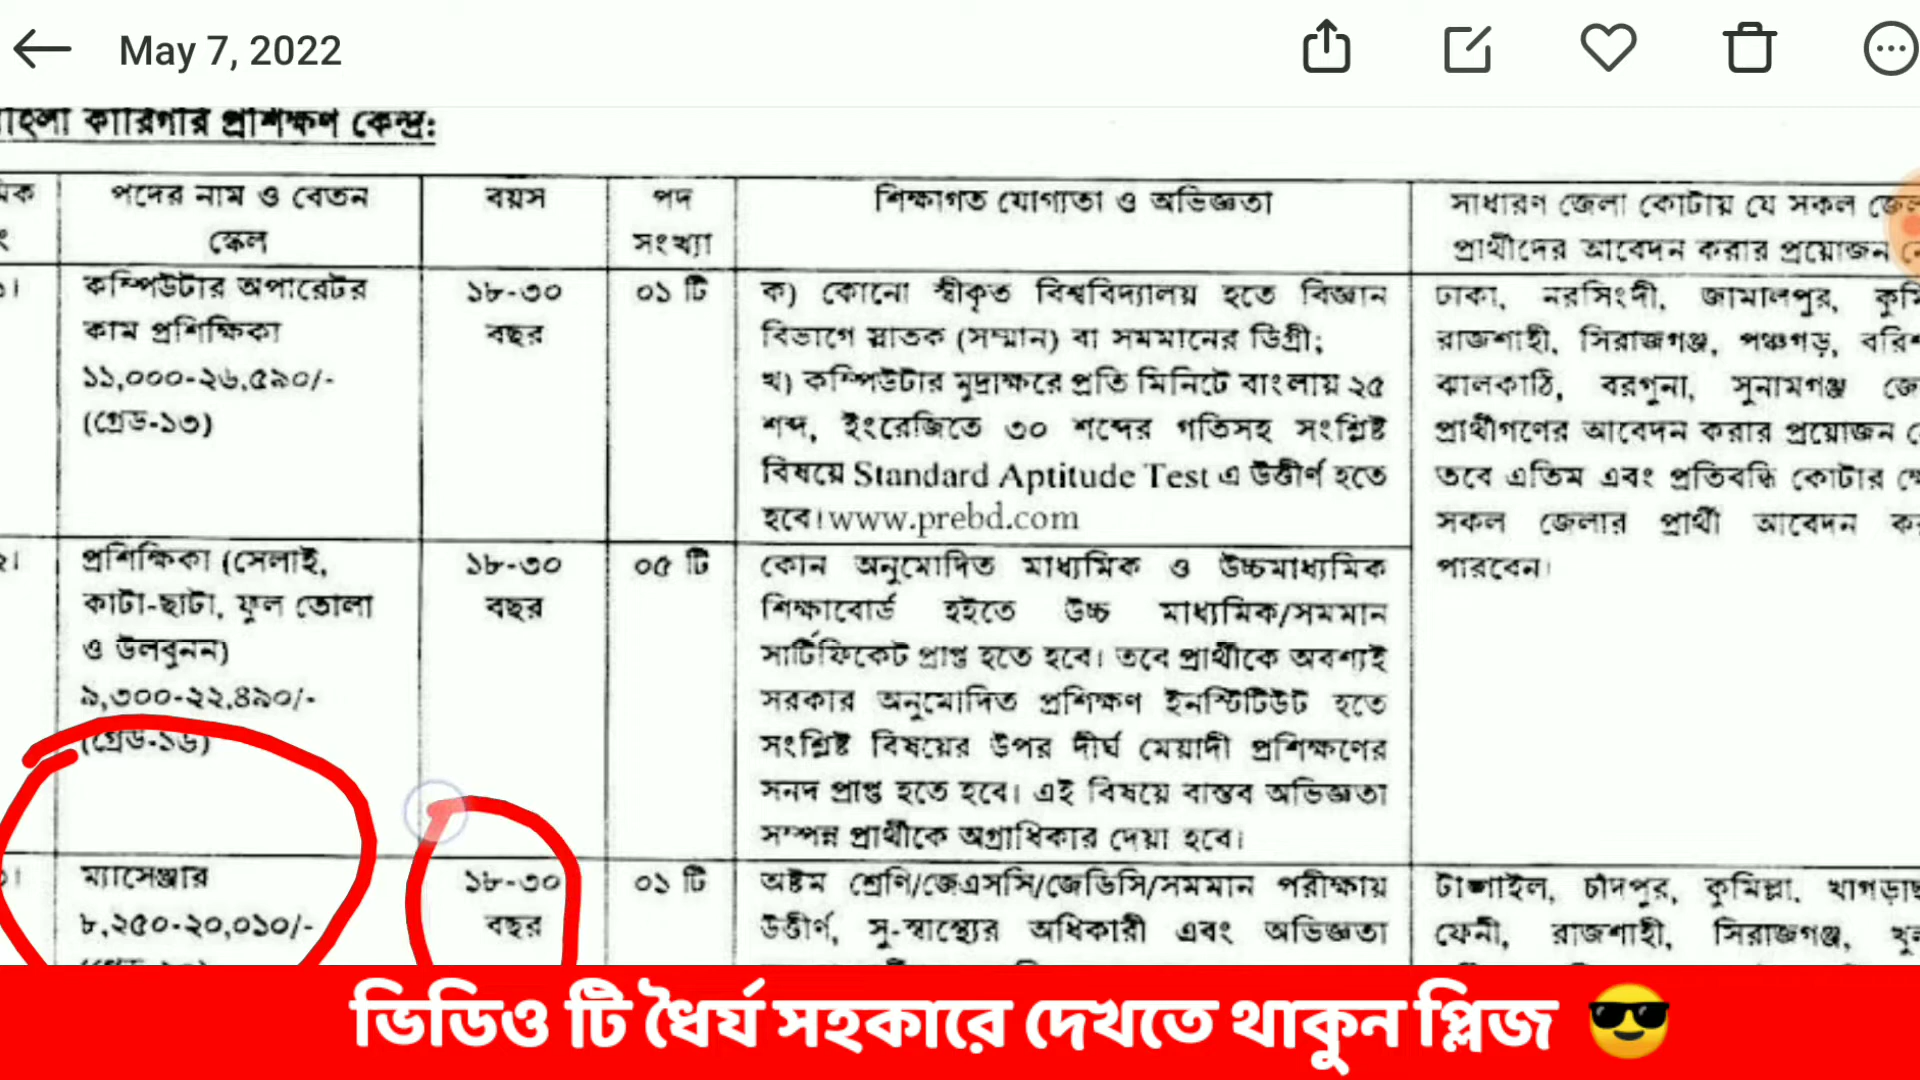 May 7, 2022
কারিগরি প্রশিক্ষণ কেন্দ্র:
পদের নাম ও বেতন
স্কেল
বয়স
পদ
সংখ্যা
শিক্ষাগত যোগ্যতা ও অভিজ্ঞতা
সাধারণ জেলা কোটায় যে সকল
প্রার্থীদের আবেদন করার প্রয়োজন
কম্পিউটার অপারেটর
কাম প্রশিক্ষিকা
১১,০০০-২৬,৫৯০/-
(গ্রেড-১৩)
১৮-৩০
বছর
০১ টি
ক) কোনো স্বীকৃত বিশ্ববিদ্যালয় হতে বিজ্ঞান
বিভাগে স্নাতক (সম্মান) বা সমমানের ডিগ্রী;
খ) কম্পিউটার মুদ্রাক্ষরে প্রতি মিনিটে বাংলায় ২৫
শব্দ, ইংরেজিতে ৩০ শব্দের গতিসহ সংশ্লিষ্ট
বিষয়ে Standard Aptitude Test এ উত্তীর্ণ হতে
হবে। www.prebd.com
ঢাকা, নরসিংদী, জামালপুর,
রাজশাহী, সিরাজগঞ্জ, পঞ্চগড়,
ঝালকাঠি, বরগুনা, সুনামগঞ্জ
প্রার্থীগণের আবেদন করার প্রয়োজন
তবে এতিম এবং প্রতিবন্ধি কোটার
সকল জেলার প্রার্থী আবেদন
পারবেন।
প্রশিক্ষিকা (সেলাই,
কাটা-ছাটা, ফুল তোলা
ও উলবুনন)
৯,৩০০-২২,৪৯০/-
(গ্রেড-১৬)
১৮-৩০
বছর
০৫ টি
কোন অনুমোদিত মাধ্যমিক ও উচ্চমাধ্যমিক
শিক্ষাবোর্ড হইতে উচ্চ মাধ্যমিক/সমমান
সার্টিফিকেট প্রাপ্ত হতে হবে। তবে প্রার্থীকে অবশ্যই
সরকার অনুমোদিত প্রশিক্ষণ ইনস্টিটিউট হতে
সংশ্লিষ্ট বিষয়ের উপর দীর্ঘ মেয়াদী প্রশিক্ষণের
সনদ প্রাপ্ত হতে হবে। এই বিষয়ে বাস্তব অভিজ্ঞতা
সম্পন্ন প্রার্থীকে অগ্রাধিকার দেয়া হবে।
ম্যাসেঞ্জার
৮,২৫০-২০,০১০/-
১৮-৩০
বছর
০১ টি
অষ্টম শ্রেণি/জেএসসি/জেডিসি/সমমান পরীক্ষায়
উত্তীর্ণ, সু-স্বাস্থ্যের অধিকারী এবং অভিজ্ঞতা
টাঙ্গাইল, চাঁদপুর, কুমিল্লা,
ফেনী, রাজশাহী, সিরাজগঞ্জ,
ভিডিও টি ধৈর্য সহকারে দেখতে থাকুন প্লিজ 😎